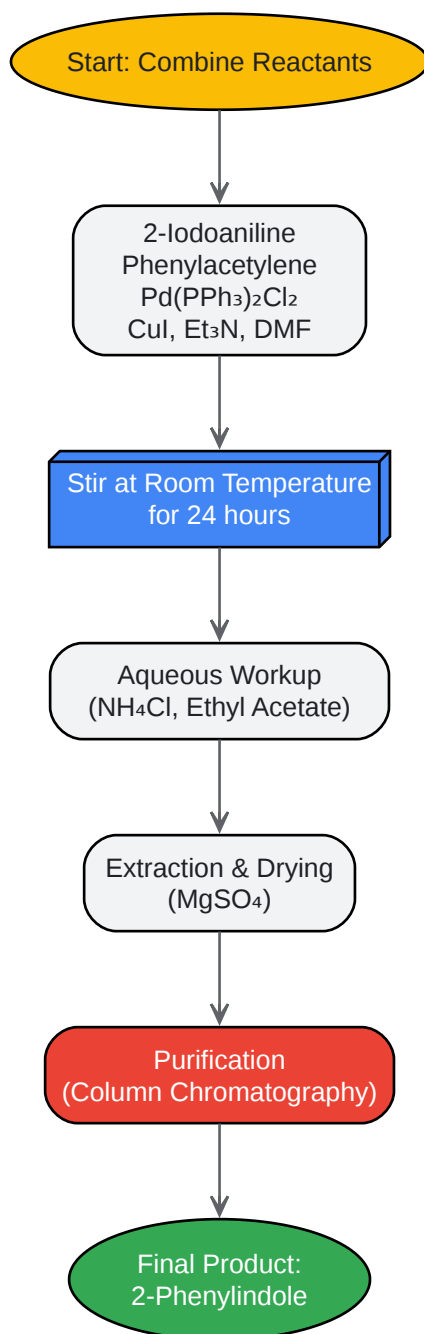 Start: Combine Reactants
2-Iodoaniline
Phenylacetylene
Pd(PPh₃)₂Cl₂
CuI, Et₃N, DMF
Stir at Room Temperature
for 24 hours
Aqueous Workup
(NH₄Cl, Ethyl Acetate)
Extraction & Drying
(MgSO₄)
Purification
(Column Chromatography)
Final Product:
2-Phenylindole